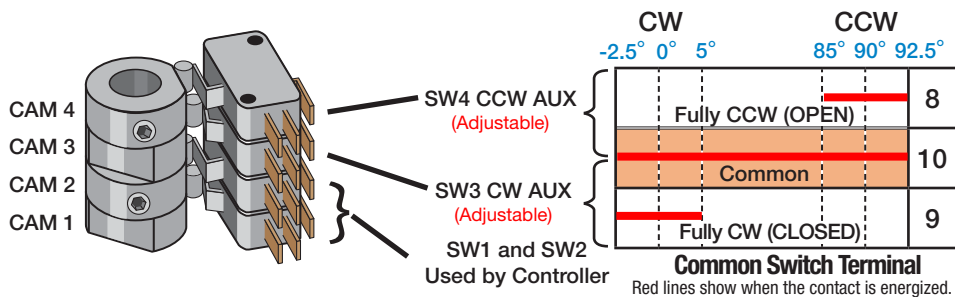 CAM 4
CAM 3
CAM 2
CAM 1
SW4 CCW AUX
(Adjustable)
SW3 CW AUX
(Adjustable)
SW1 and SW2
Used by Controller
CW CCW
-2.5° 0° 5° 85° 90° 92.5°
8
Fully CCW (OPEN)
10
Common
9
Fully CW (CLOSED)
Common Switch Terminal
Red lines show when the contact is energized.